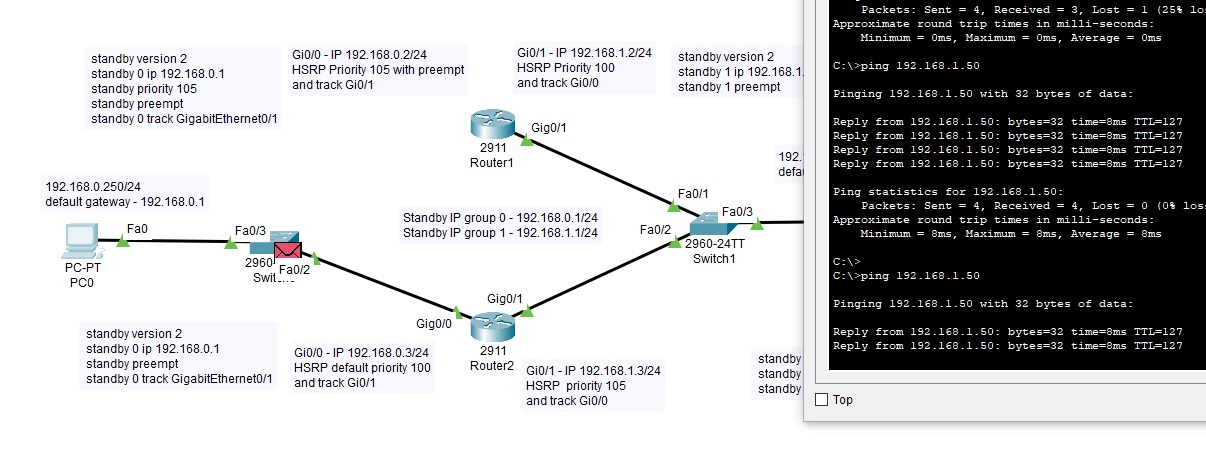 standby version 2
standby 0 ip 192.168.0.1
standby priority 105
standby preempt
standby 0 track GigabitEthernet0/1
Gi0/0 - IP 192.168.0.2/24
HSRP Priority 105 with preempt
and track Gi0/1
Gi0/1 - IP 192.168.1.2/24
HSRP Priority 100
and track Gi0/0
standby version 2
standby 1 ip 192.168.1.
standby 1 preempt
Gig0/1
2911
Router1
192.168.0.250/24
default gateway - 192.168.0.1
Fa0
PC-PT
PC0
Fa0/3
2960
Fa0/2
Standby IP group 0 - 192.168.0.1/24
Standby IP group 1 - 192.168.1.1/24
Fa0/1
Fa0/3
Fa0/2
2960-24TT
Switch1
192.
Gig0/1
Gig0/0
2911
Router2
standby version 2
standby 0 ip 192.168.0.1
standby preempt
standby 0 track GigabitEthernet0/1
Gi0/0 - IP 192.168.0.3/24
HSRP default priority 100
and track Gi0/1
Gi0/1 - IP 192.168.1.3/24
HSRP priority 105
and track Gi0/0
standby
standby
standby
Packets: Sent = 4, Received = 3, Lost = 1 (25% los
Approximate round trip times in milli-seconds:
Minimum = 0ms, Maximum = 0ms, Average = 0ms
C:\>ping 192.168.1.50
Pinging 192.168.1.50 with 32 bytes of data:
Reply from 192.168.1.50: bytes=32 time=8ms TTL=127
Reply from 192.168.1.50: bytes=32 time=8ms TTL=127
Reply from 192.168.1.50: bytes=32 time=8ms TTL=127
Reply from 192.168.1.50: bytes=32 time=8ms TTL=127
Ping statistics for 192.168.1.50:
Packets: Sent = 4, Received = 4, Lost = 0 (0% los
Approximate round trip times in milli-seconds:
Minimum = 8ms, Maximum = 8ms, Average = 8ms
C:\>
C:\>ping 192.168.1.50
Pinging 192.168.1.50 with 32 bytes of data:
Reply from 192.168.1.50: bytes=32 time=8ms TTL=127
Reply from 192.168.1.50: bytes=32 time=8ms TTL=127
Top